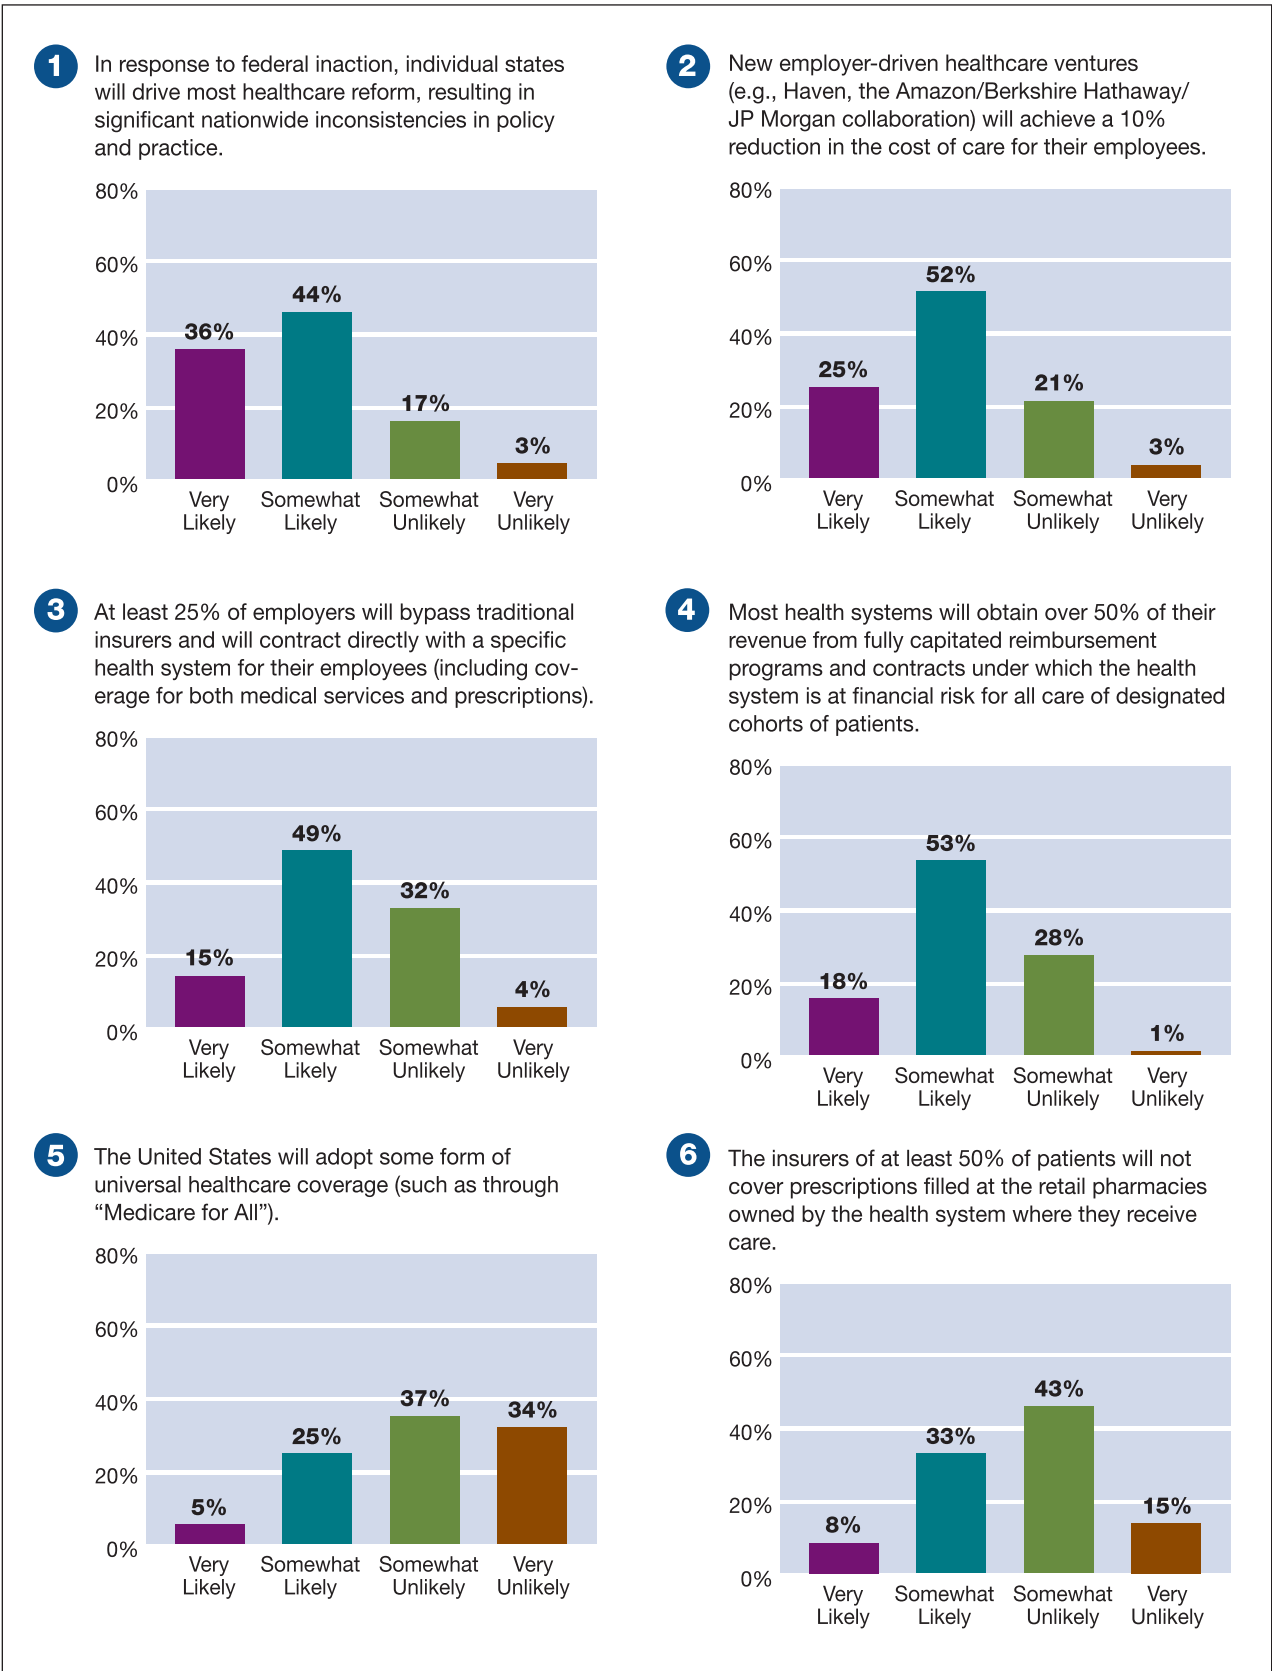 1
In response to federal inaction, individual states
will drive most healthcare reform, resulting in
significant nationwide inconsistencies in policy
and practice.
80%
60%
40%
20%
0%
36%
44%
17%
3%
Very Likely
Somewhat Likely
Somewhat Unlikely
Very Unlikely
2
New employer-driven healthcare ventures
(e.g., Haven, the Amazon/Berkshire Hathaway/
JP Morgan collaboration) will achieve a 10%
reduction in the cost of care for their employees.
80%
60%
40%
20%
0%
25%
52%
21%
3%
Very Likely
Somewhat Likely
Somewhat Unlikely
Very Unlikely
3
At least 25% of employers will bypass traditional
insurers and will contract directly with a specific
health system for their employees (including cov-
erage for both medical services and prescriptions).
80%
60%
40%
20%
0%
15%
49%
32%
4%
Very Likely
Somewhat Likely
Somewhat Unlikely
Very Unlikely
4
Most health systems will obtain over 50% of their
revenue from fully capitated reimbursement
programs and contracts under which the health
system is at financial risk for all care of designated
cohorts of patients.
80%
60%
40%
20%
0%
18%
53%
28%
1%
Very Likely
Somewhat Likely
Somewhat Unlikely
Very Unlikely
5
The United States will adopt some form of
universal healthcare coverage (such as through
“Medicare for All”).
80%
60%
40%
20%
0%
5%
25%
37%
34%
Very Likely
Somewhat Likely
Somewhat Unlikely
Very Unlikely
6
The insurers of at least 50% of patients will not
cover prescriptions filled at the retail pharmacies
owned by the health system where they receive
care.
80%
60%
40%
20%
0%
8%
33%
43%
15%
Very Likely
Somewhat Likely
Somewhat Unlikely
Very Unlikely